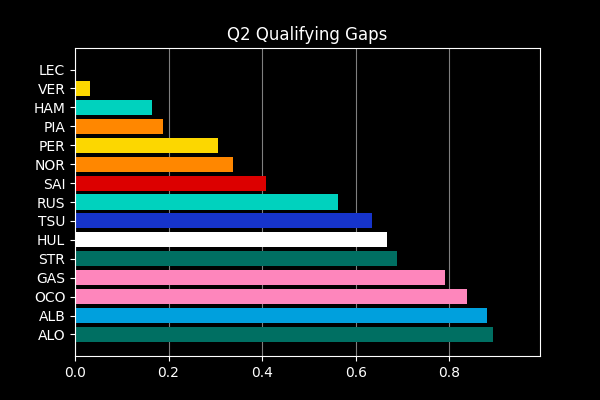 Q2 Qualifying Gaps
LEC
VER
HAM
PIA
PER
NOR
SAI
RUS
TSU
HUL
STR
GAS
OCO
ALB
ALO
0.0 0.2 0.4 0.6 0.8